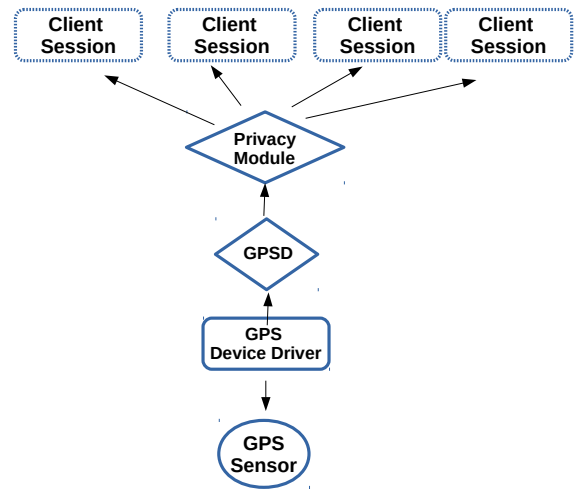 Client
Session
Client
Session
Client
Session
Client
Session
Privacy
Module
GPSD
GPS
Device Driver
GPS
Sensor